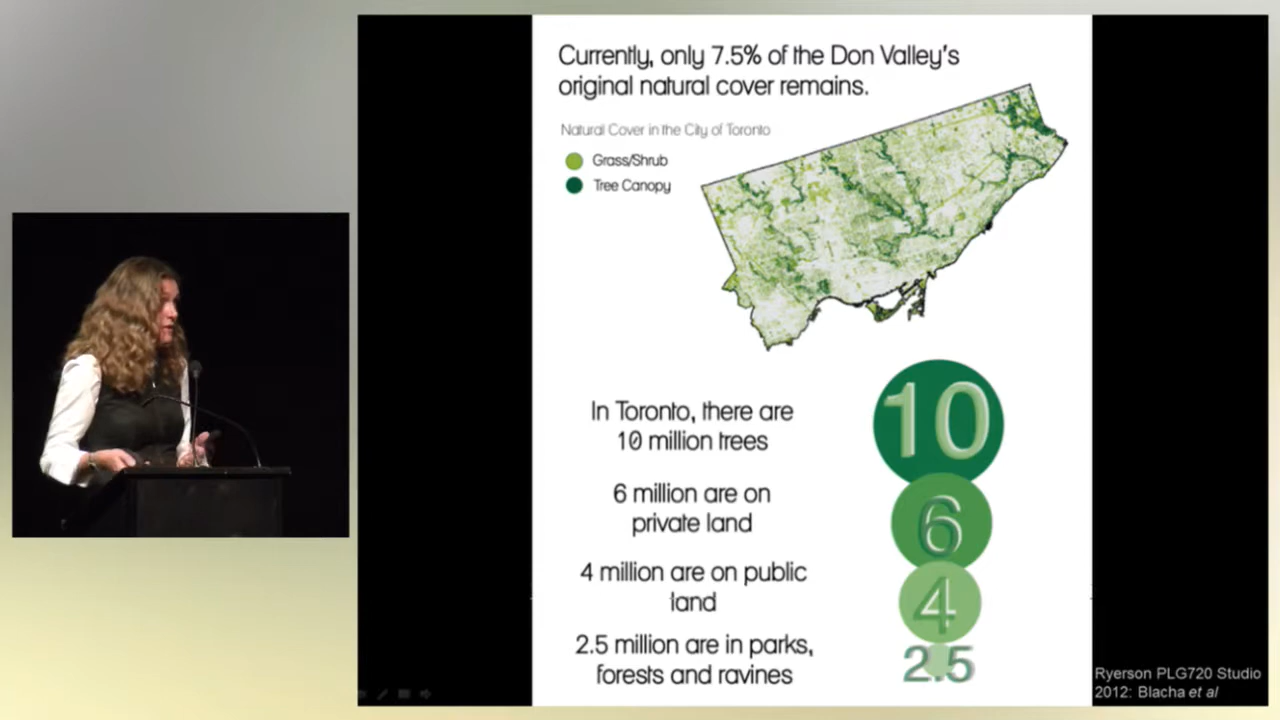 Currently, only 7.5% of the Don Valley's
original natural cover remains.
Natural Cover in the City of Toronto
Grass/Shrub
Tree Canopy
In Toronto, there are
10 million trees
10
6 million are on
private land
6
4 million are on public
land
4
2.5 million are in parks,
forests and ravines
2.5
Ryerson PLG720 Studio
2012: Blacha et al